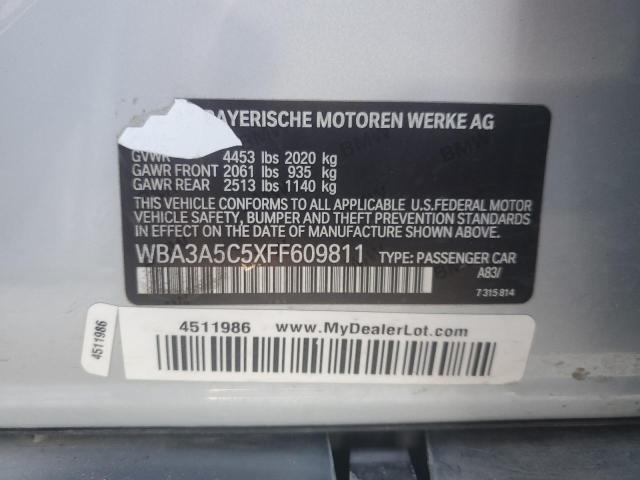 BAYERISCHE MOTOREN WERKE AG
GVWR 4453 lbs 2020 kg
GAWR FRONT 2061 lbs 935 kg
GAWR REAR 2513 lbs 1140 kg
THIS VEHICLE CONFORMS TO ALL APPLICABLE U.S.FEDERAL MOTOR
VEHICLE SAFETY, BUMPER AND THEFT PREVENTION STANDARDS
IN EFFECT ON THE DATE OF MANUFACTURE SHOWN ABOVE.
WBA3A5C5XFF609811 TYPE: PASSENGER CAR
A83/
7315814
4511986 www.MyDealerLot.com
4511986